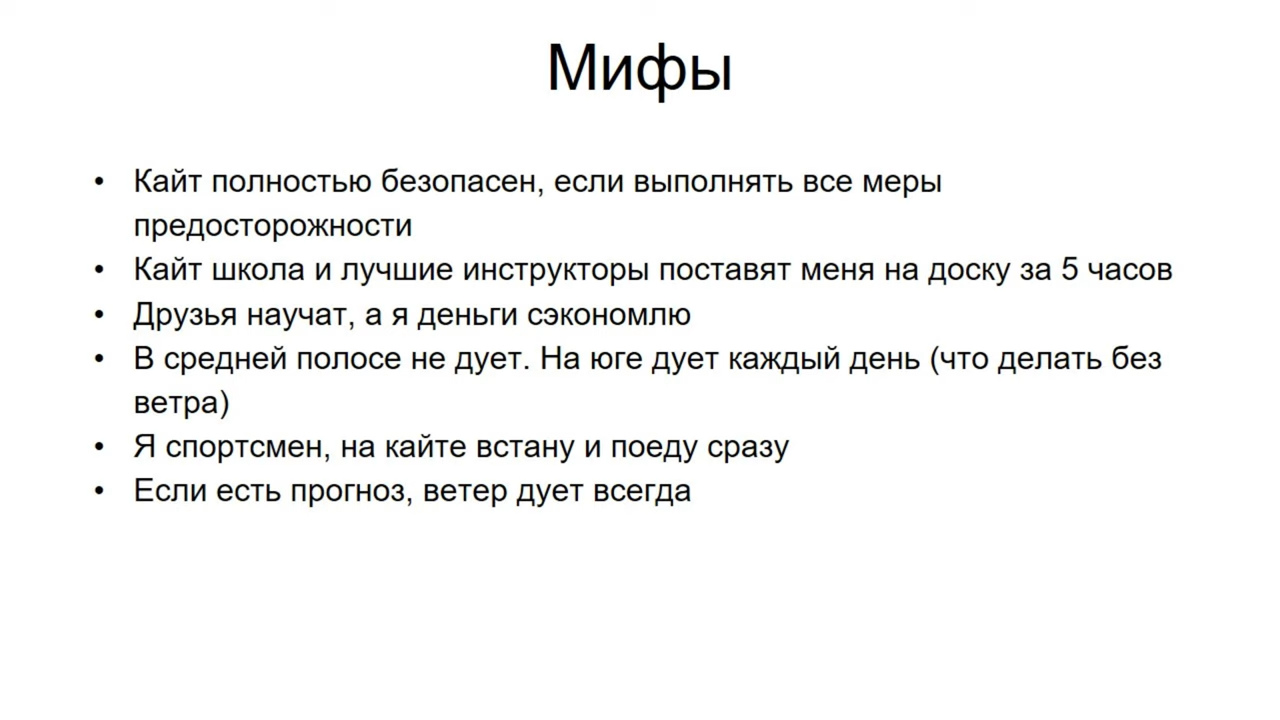 Мифы
• Кайт полностью безопасен, если выполнять все меры
предосторожности
• Кайт школа и лучшие инструкторы поставят меня на доску за 5 часов
• Друзья научат, а я деньги сэкономлю
• В средней полосе не дует. На юге дует каждый день (что делать без
ветра)
• Я спортсмен, на кайте встану и поеду сразу
• Если есть прогноз, ветер дует всегда